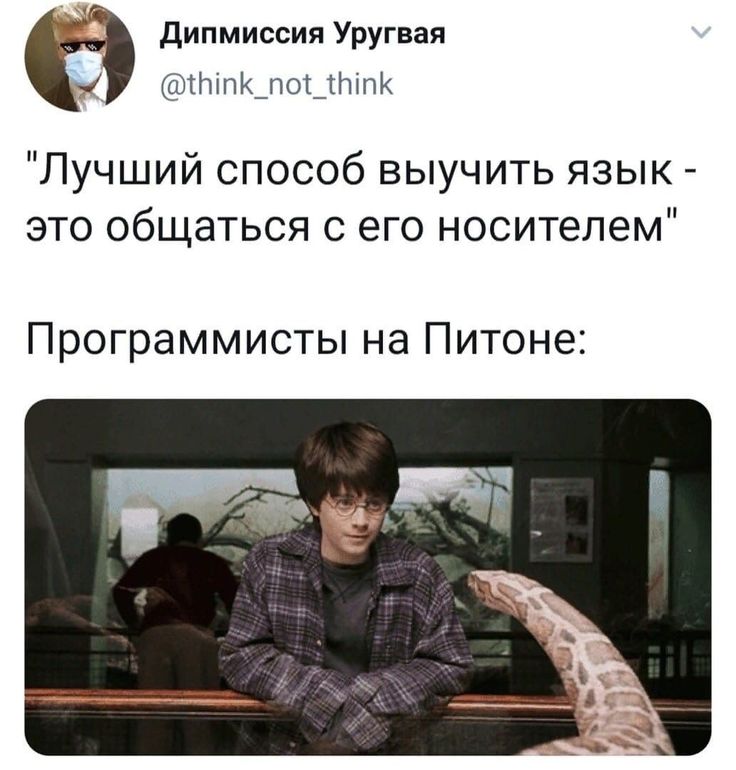 Дипмиссия Уругвая
@think_not_think
"Лучший способ выучить язык -
это общаться с его носителем"
Программисты на Питоне: